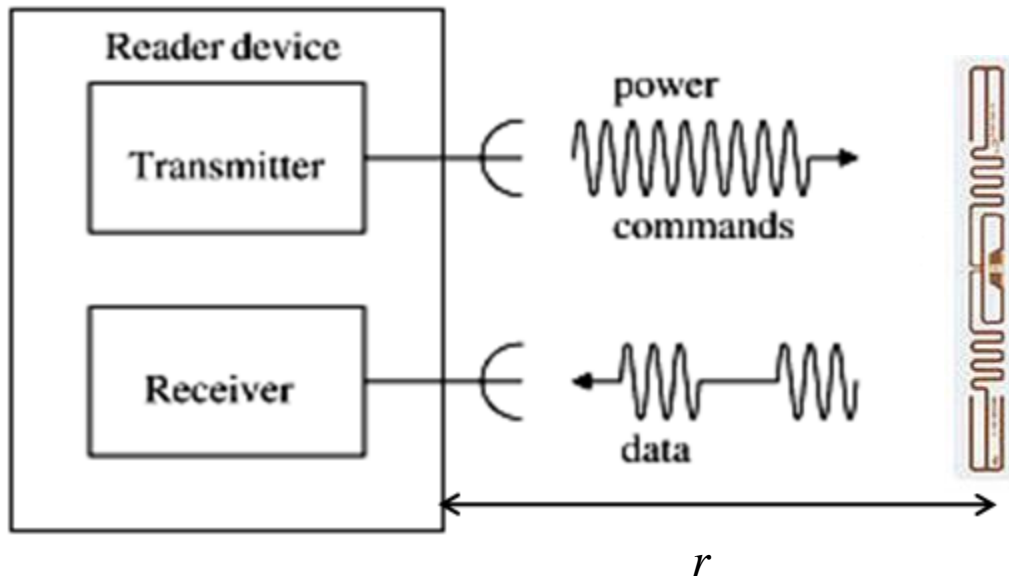 Reader device
Transmitter
power
commands
Receiver
data
r